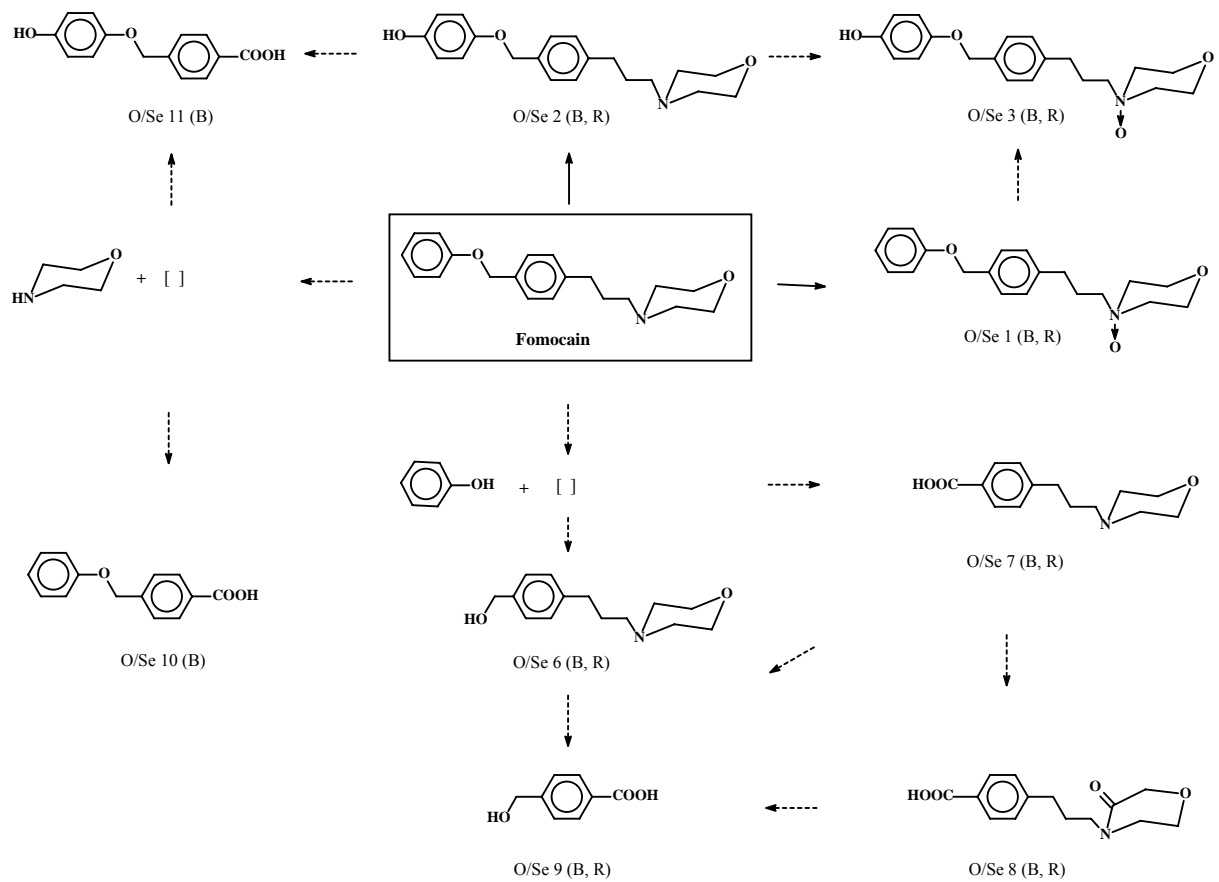 HO
O
COOH
O/Se 11 (B)
HO
O
N
O
O/Se 2 (B, R)
HO
O
N
O
O
O/Se 3 (B, R)
O
HN
+ [ ]
O
N
O
Fomocain
O
N
O
O
O/Se 1 (B, R)
OH
+ [ ]
HOOC
N
O
O/Se 7 (B, R)
O
COOH
O/Se 10 (B)
HO
N
O
O/Se 6 (B, R)
HO
COOH
O/Se 9 (B, R)
HOOC
O
N
O
O/Se 8 (B, R)